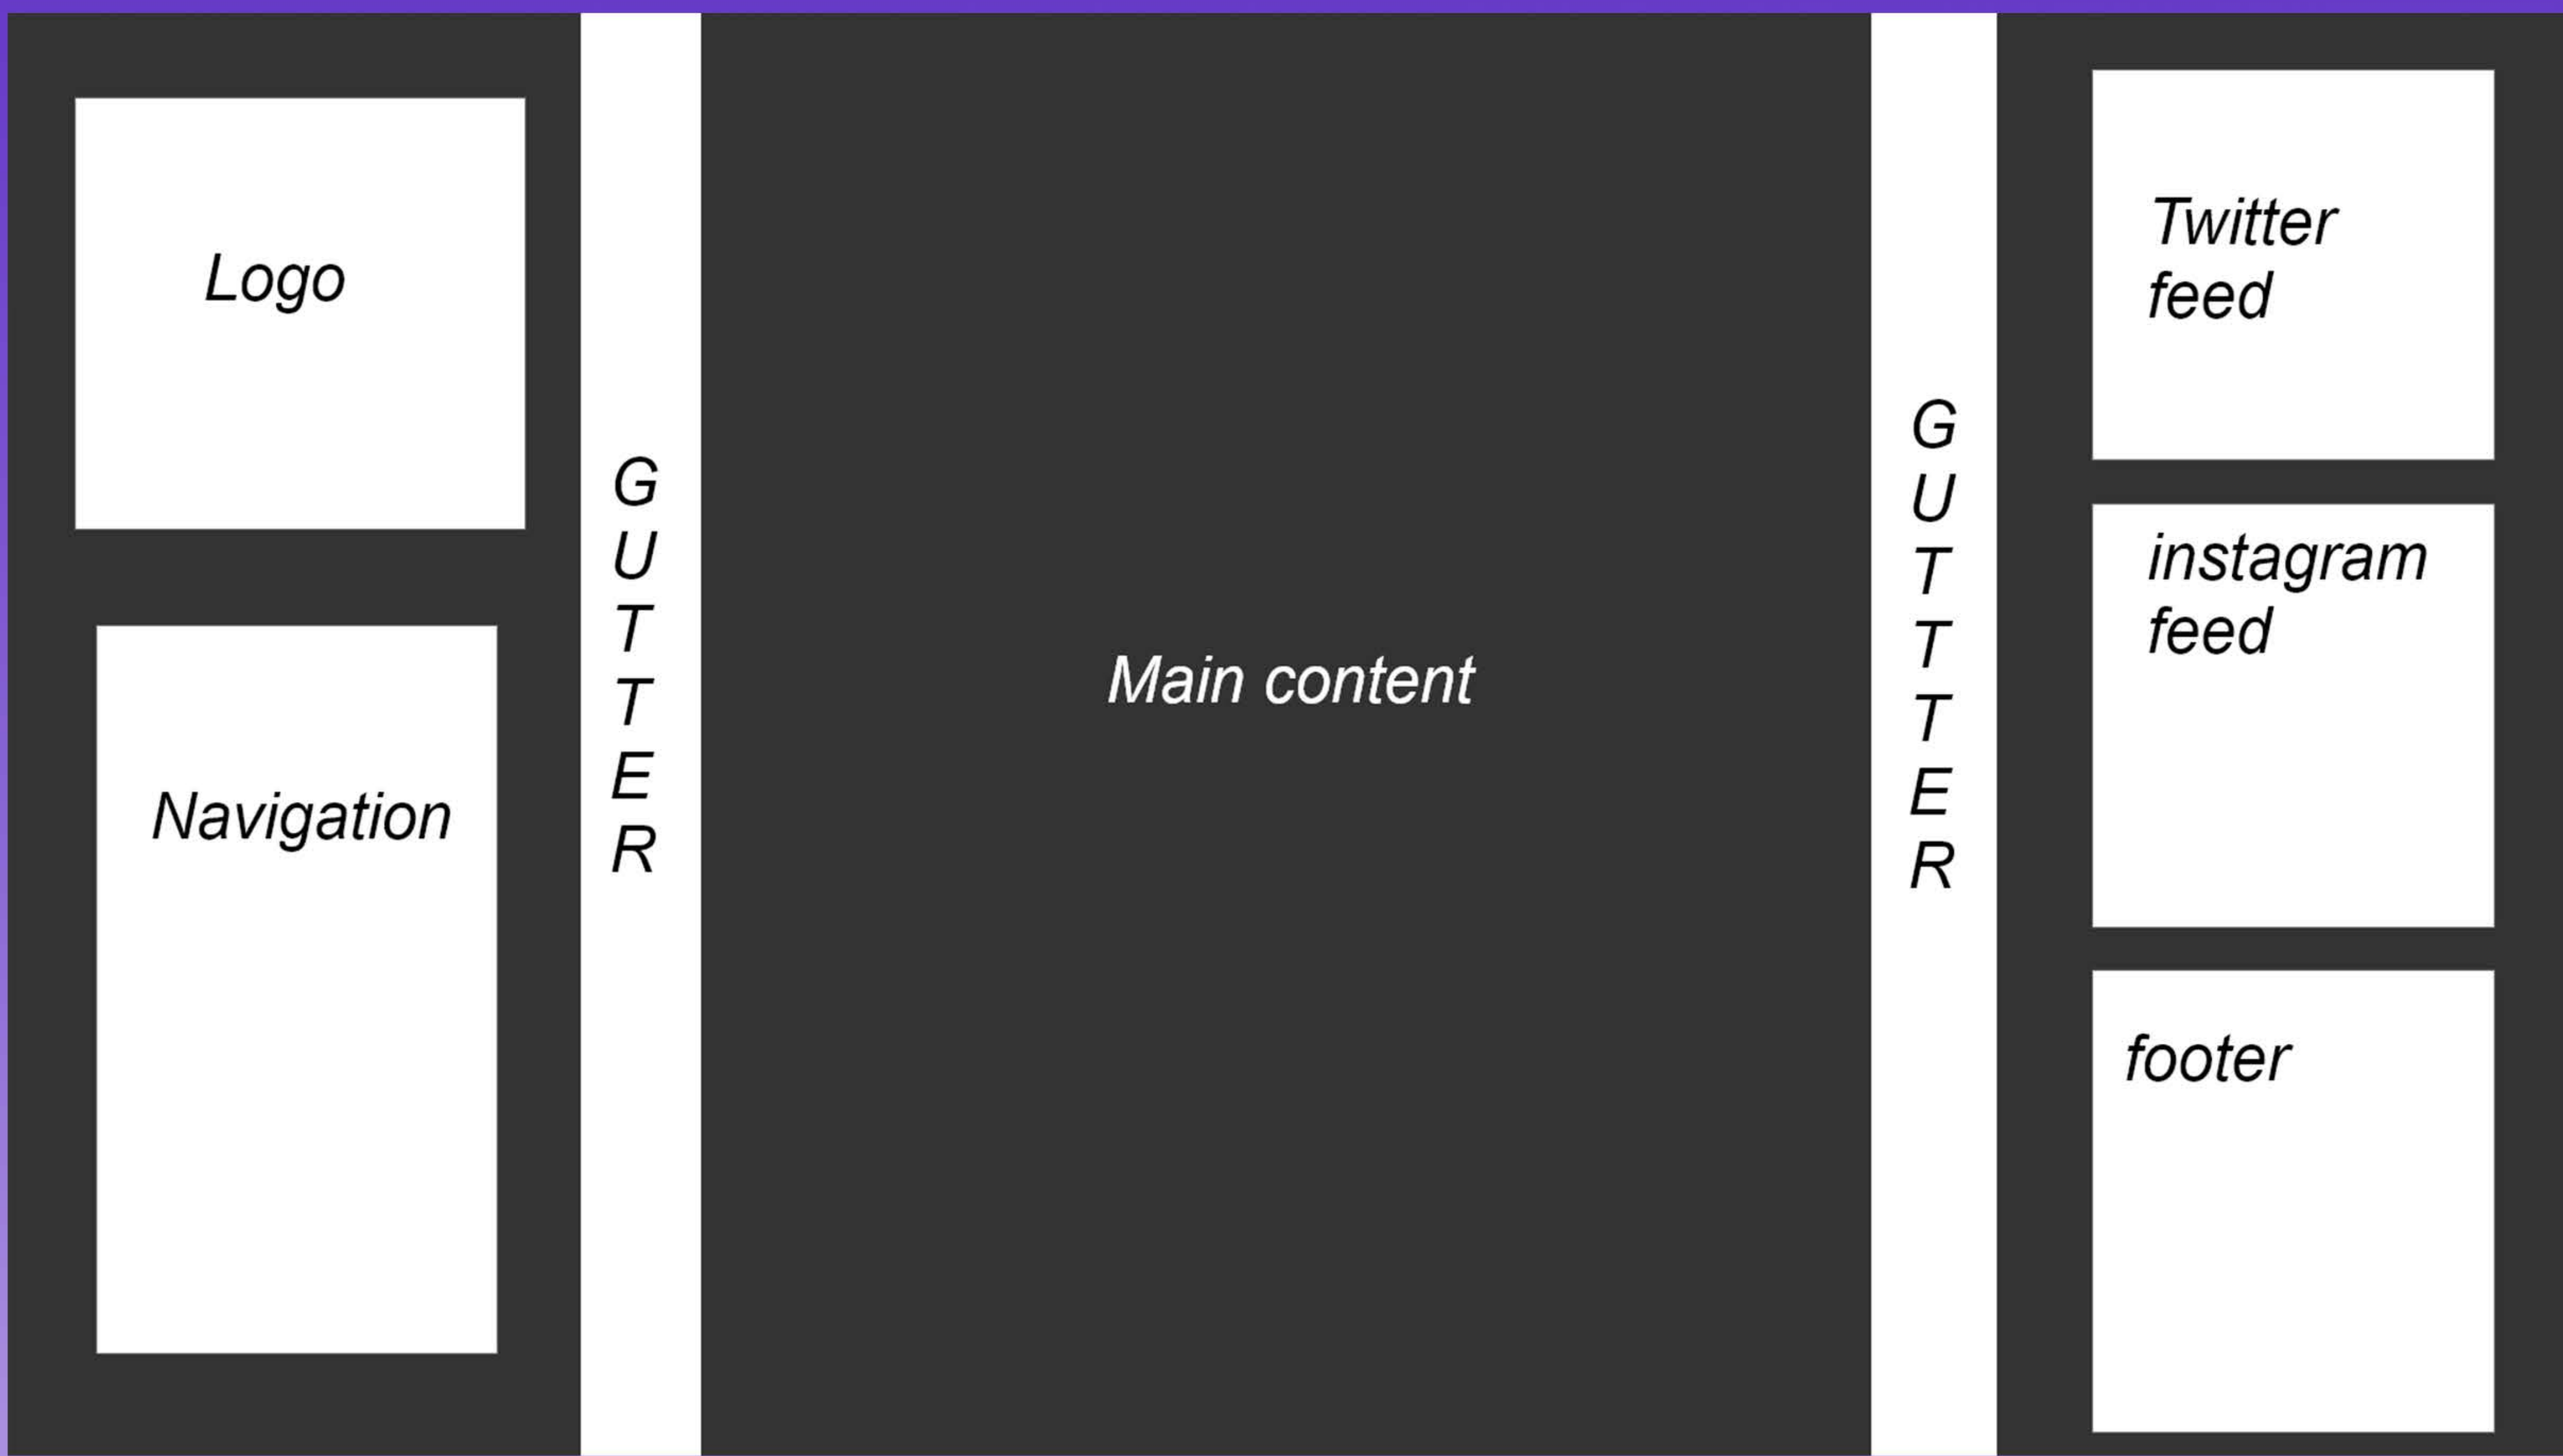 Logo
Navigation
G
U
T
T
E
R
Main content
G
U
T
T
T
E
R
Twitter
feed
instagram
feed
footer